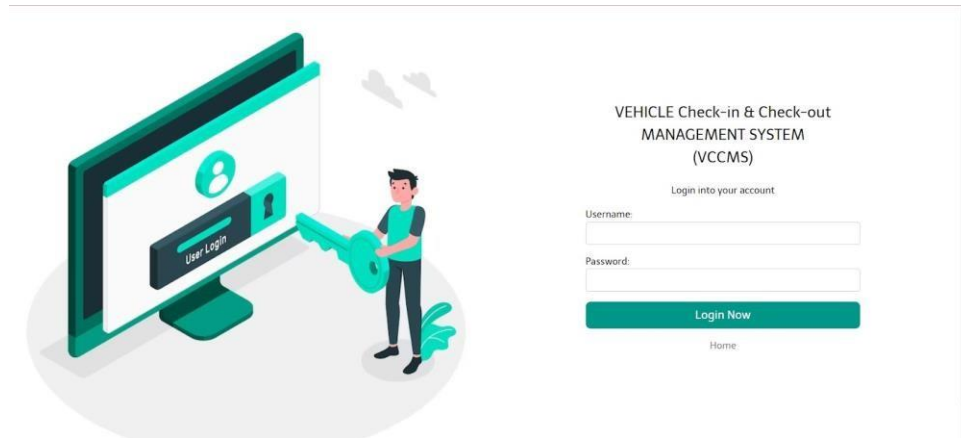 User Login
VEHICLE Check-in & Check-out
MANAGEMENT SYSTEM
(VCCMS)
Login into your account
Username:
Password:
Login Now
Home